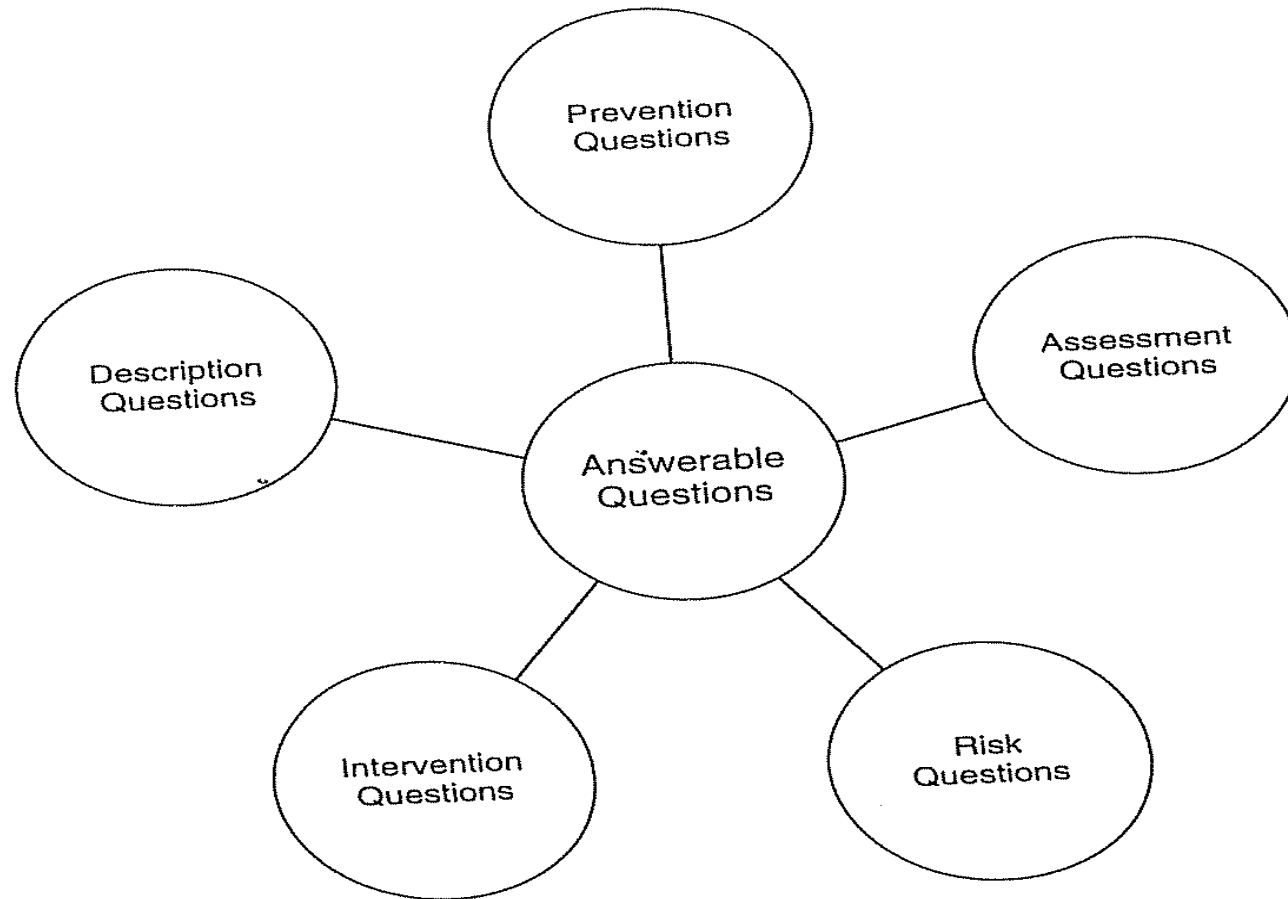 Prevention
Questions
Description
Questions
Assessment
Questions
Answerable
Questions
Intervention
Questions
Risk
Questions